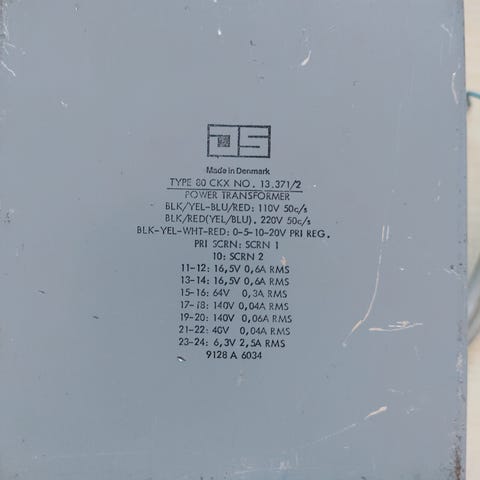 as
Made in Denmark
TYPE 80 CKX NO. 13.371/2
POWER TRANSFORMER
BLK/YEL-BLU/RED: 110V 50c/s
BLK/RED(YEL/BLU). 220V 50c/s
BLK-YEL-WHT-RED: 0-5-10-20V PRI REG.
PRI SCRN: SCRN 1
10: SCRN 2
11-12: 16,5V 0,6A RMS
13-14: 16,5V 0,6A RMS
15-16: 64V 0,3A RMS
17-18: 140V 0,04A RMS
19-20: 140V 0,06A RMS
21-22: 40V 0,04A RMS
23-24: 6,3V 2,5A RMS
9128 A 6034